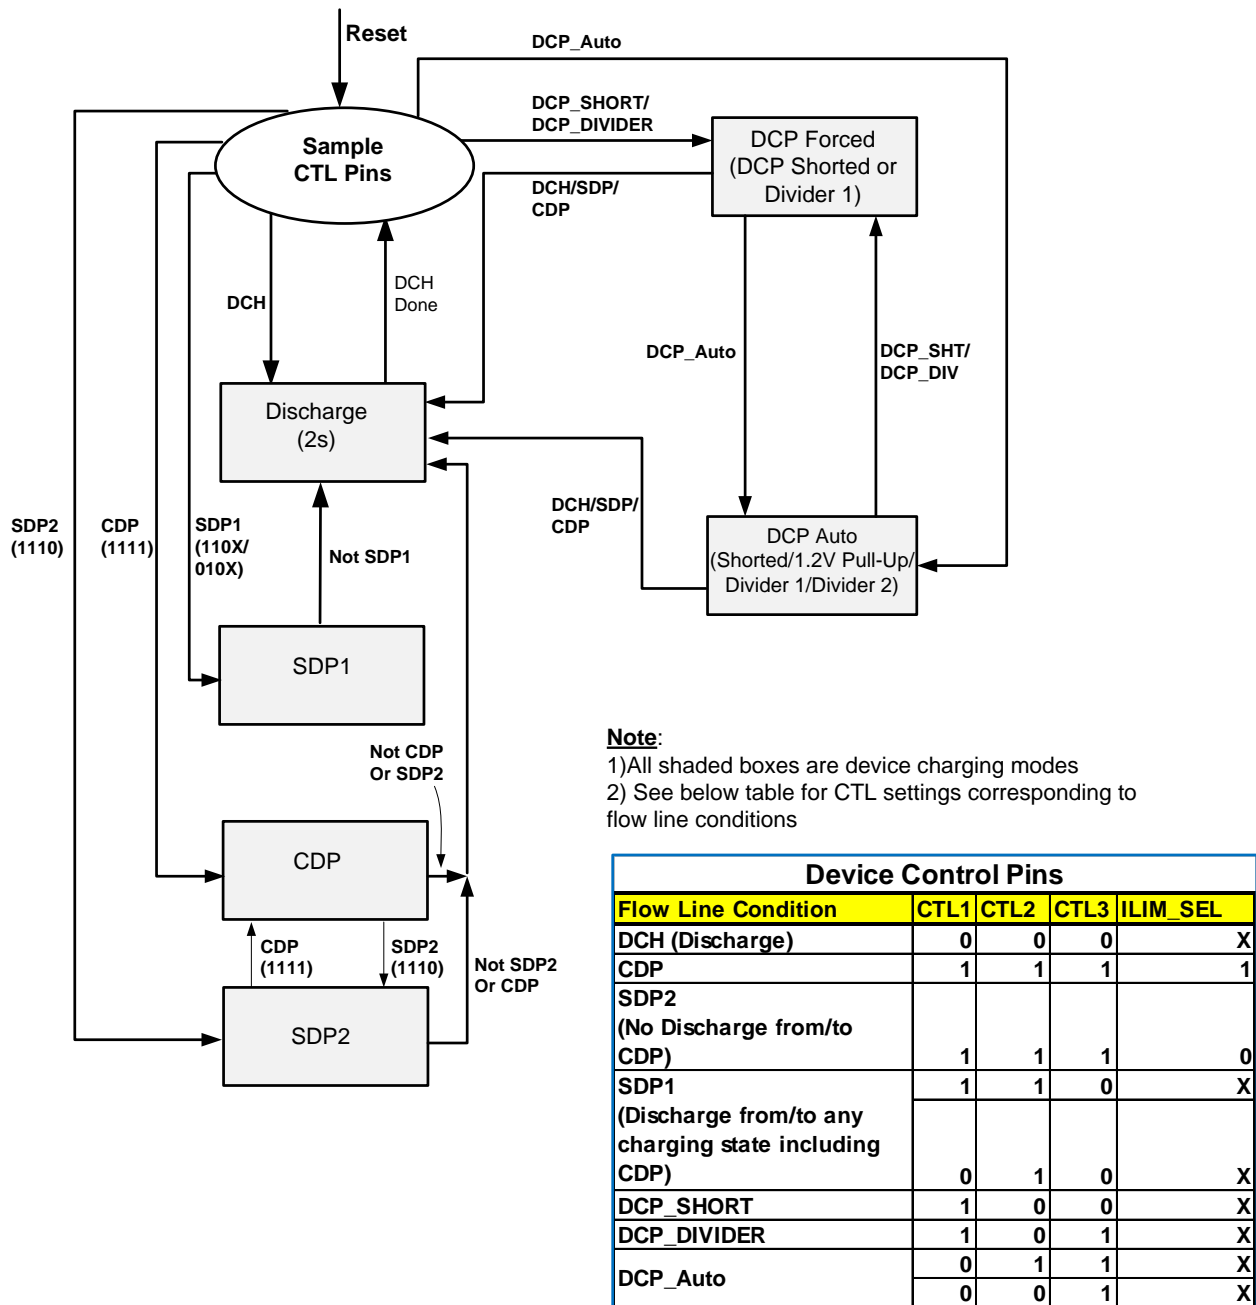 Reset
DCP_Auto
DCP_SHORT/
DCP_DIVIDER
Sample
CTL Pins
DCP Forced
(DCP Shorted or
Divider 1)
DCH/SDP/
CDP
DCH
DCH
Done
DCP_Auto
DCP_SHT/
DCP_DIV
Discharge
(2s)
SDP2
(1110)
CDP
(1111)
SDP1
(110X/
010X)
Not SDP1
DCH/SDP/
CDP
DCP Auto
(Shorted/1.2V Pull-Up/
Divider 1/Divider 2)
SDP1
Not CDP
Or SDP2
CDP
CDP
(1111)
SDP2
(1110)
Not SDP2
Or CDP
SDP2
Note:
1)All shaded boxes are device charging modes
2) See below table for CTL settings corresponding to
flow line conditions
Device Control Pins
Flow Line Condition CTL1 CTL2 CTL3 ILIM_SEL
DCH (Discharge) 0 0 0 X
CDP 1 1 1 1
SDP2
(No Discharge from/to
CDP) 1 1 1 0
SDP1 1 1 0 X
(Discharge from/to any
charging state including
CDP) 0 1 0 X
DCP_SHORT 1 0 0 X
DCP_DIVIDER 1 0 1 X
DCP_Auto 0 1 1 X
0 0 1 X